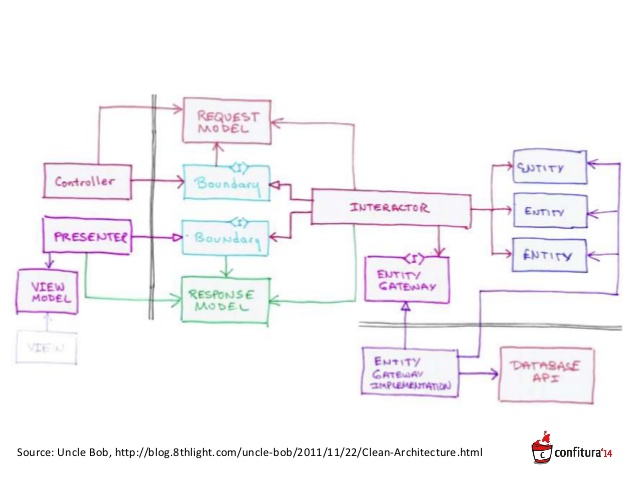 REQUEST
MODEL
Controller
<I>
Boundary
ENTITY
INTERACTOR
ENTITY
PRESENTER
<I>
BOUNDARY
ENTITY
<I>
ENTITY
GATEWAY
VIEW
MODEL
RESPONSE
MODEL
VIEW
ENTITY
GATEWAY
IMPLEMENTATION
DATABASE
API
Source: Uncle Bob, http://blog.8thlight.com/uncle-bob/2011/11/22/Clean-Architecture.html
C
confitura'14